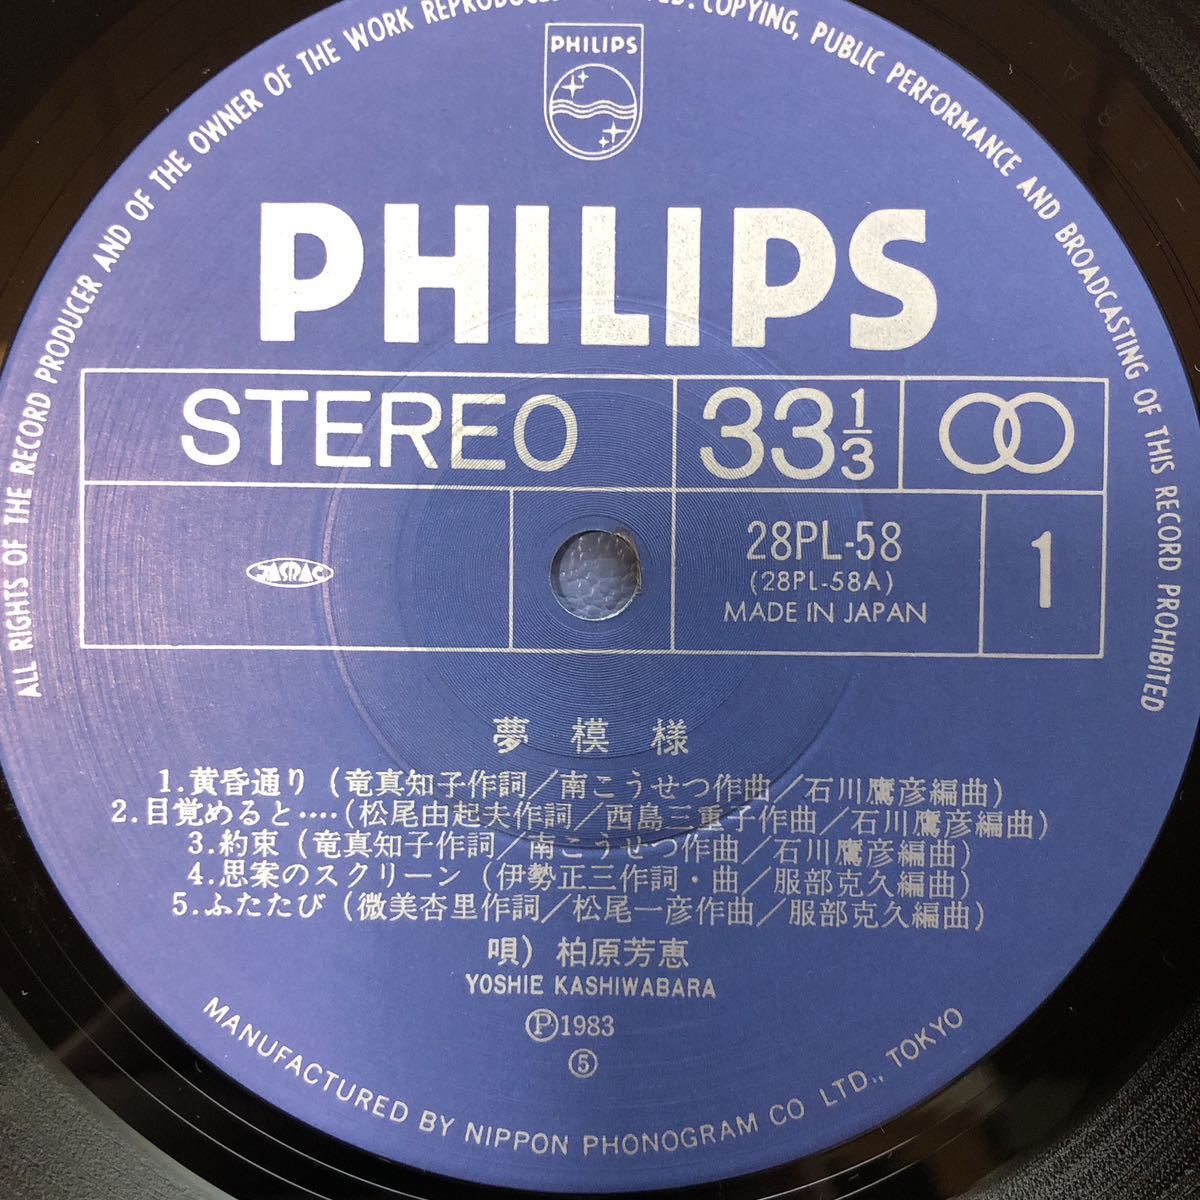 ALL RIGHTS OF THE RECORD PRODUCER AND OF THE OWNER OF THE WORK REPRODUCED COPYING, PUBLIC PERFORMANCE AND BROADCASTING OF THIS RECORD PROHIBITED
PHILIPS
PHILIPS
STEREO
33 1/3
JASRAC
28PL-58
(28PL-58A)
MADE IN JAPAN
1
夢模様
1.黄昏通り（竜真知子作詞／南こうせつ作曲／石川鷹彦編曲）
2.目覚めると‥‥（松尾由起夫作詞／西島三重子作曲／石川鷹彦編曲）
3.約束（竜真知子作詞／南こうせつ作曲／石川鷹彦編曲）
4.思案のスクリーン（伊勢正三作詞・曲／服部克久編曲）
5.ふたたび（微美杏里作詞／松尾一彦作曲／服部克久編曲）
唄）柏原芳恵
YOSHIE KASHIWABARA
Ⓟ1983
⑤
MANUFACTURED BY NIPPON PHONOGRAM CO LTD., TOKYO